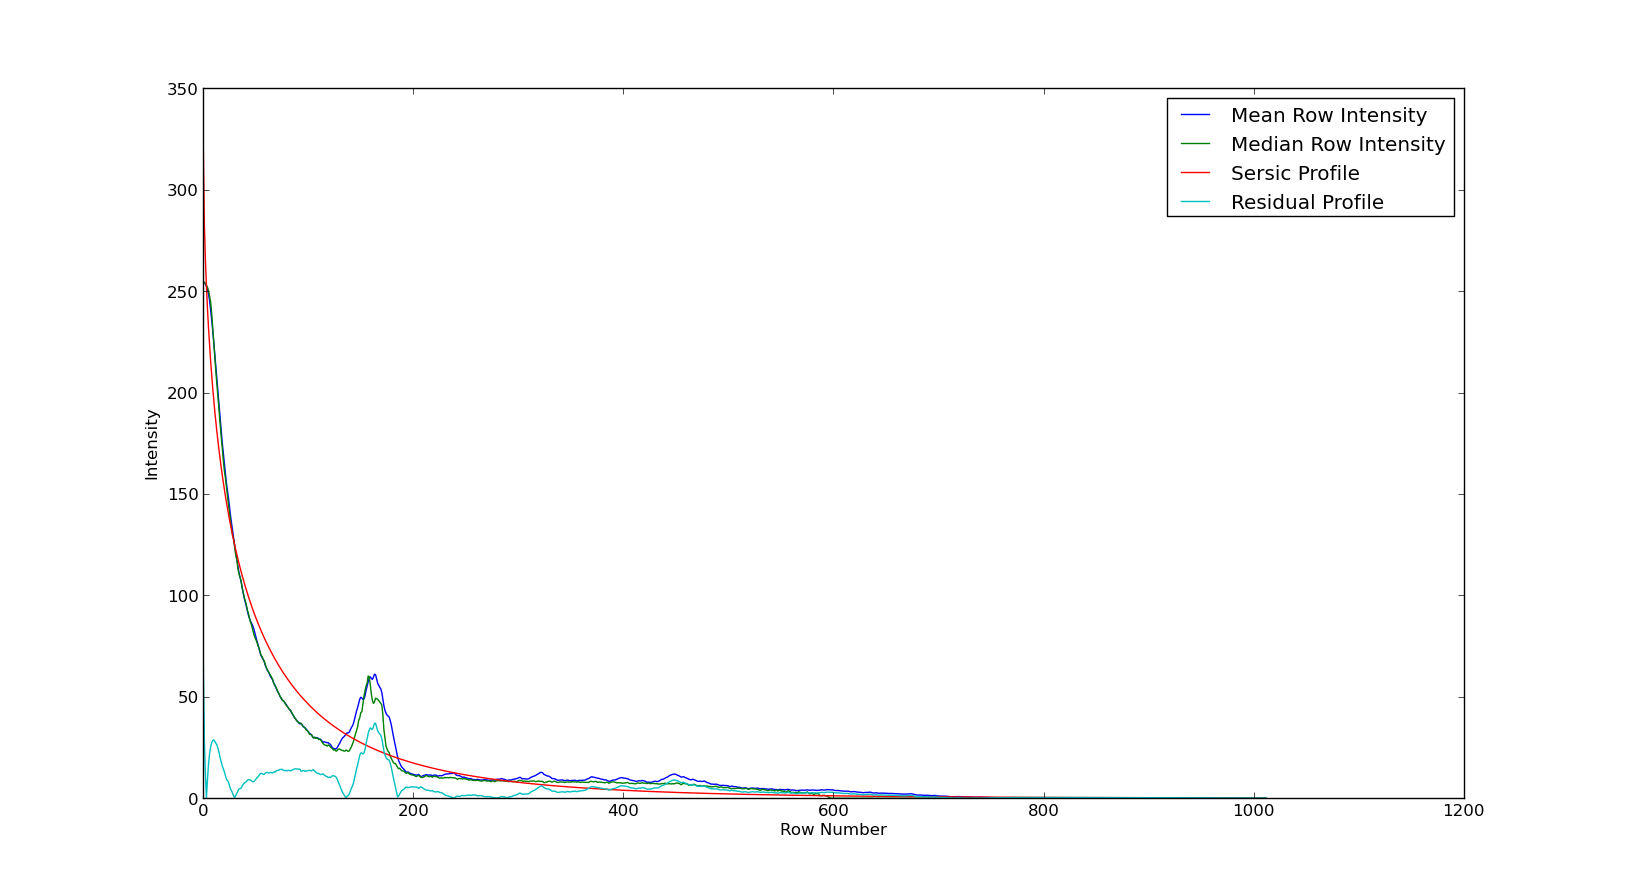 350
300
250
200
150
100
50
0
Intensity
0
200
400
600
800
1000
1200
Row Number
Mean Row Intensity
Median Row Intensity
Sersic Profile
Residual Profile